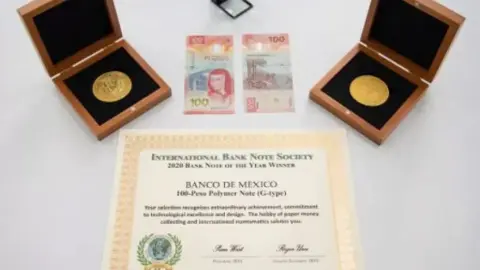 100
100
100
INTERNATIONAL BANK NOTE SOCIETY
2020 BANK NOTE OF THE YEAR WINNER
BANCO DE MÉXICO
100-Peso Polymer Note (G-type)
Your selection recognizes extraordinary achievement, commitment
to technological excellence and design. The hobby of paper money
collecting and international numismatics salutes you.